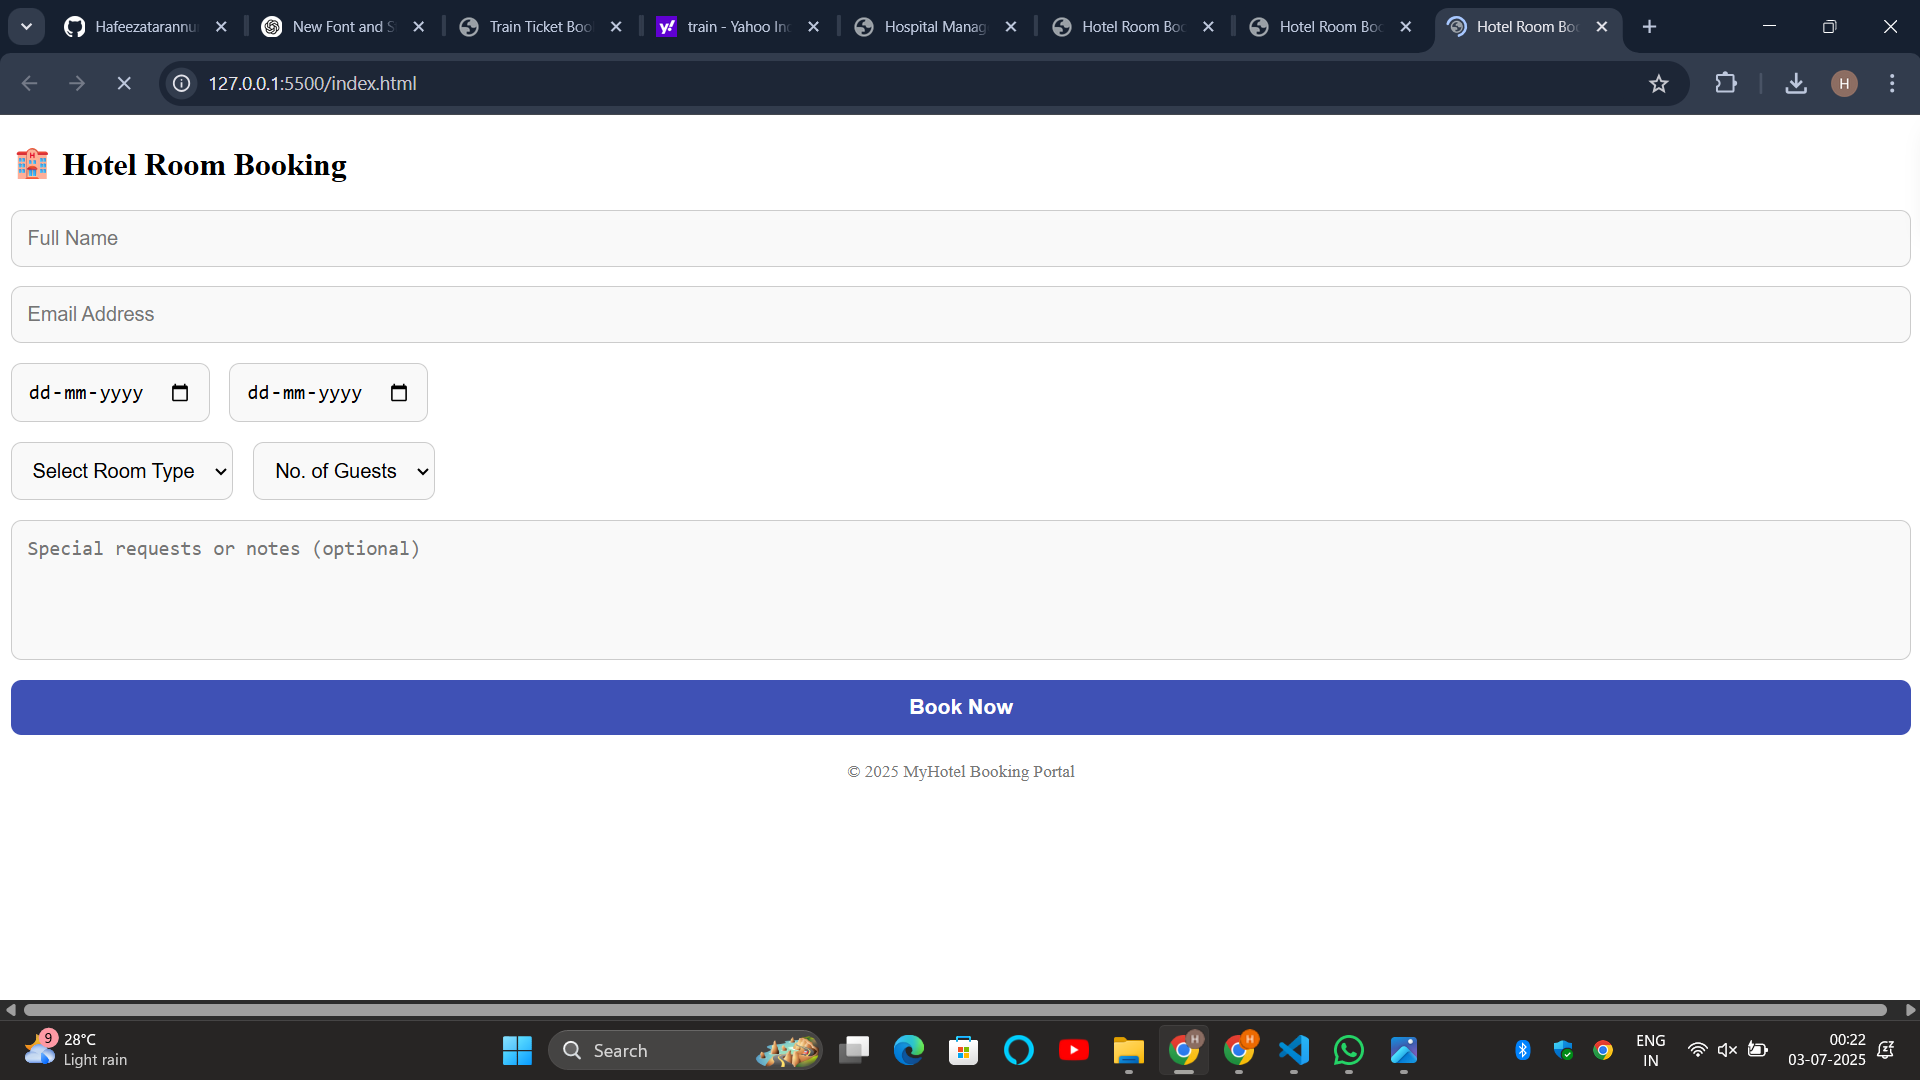 Hafeezatarannu
New Font and S
Train Ticket Boo
train - Yahoo In
Hospital Manag
Hotel Room Boo
Hotel Room Boo
Hotel Room Boo
127.0.0.1:5500/index.html
H
Hotel Room Booking
Full Name
Email Address
dd-mm-yyyy
dd-mm-yyyy
Select Room Type
No. of Guests
Special requests or notes (optional)
Book Now
© 2025 MyHotel Booking Portal
9
28°C
Light rain
Search
H
H
ENG
IN
00:22
03-07-2025